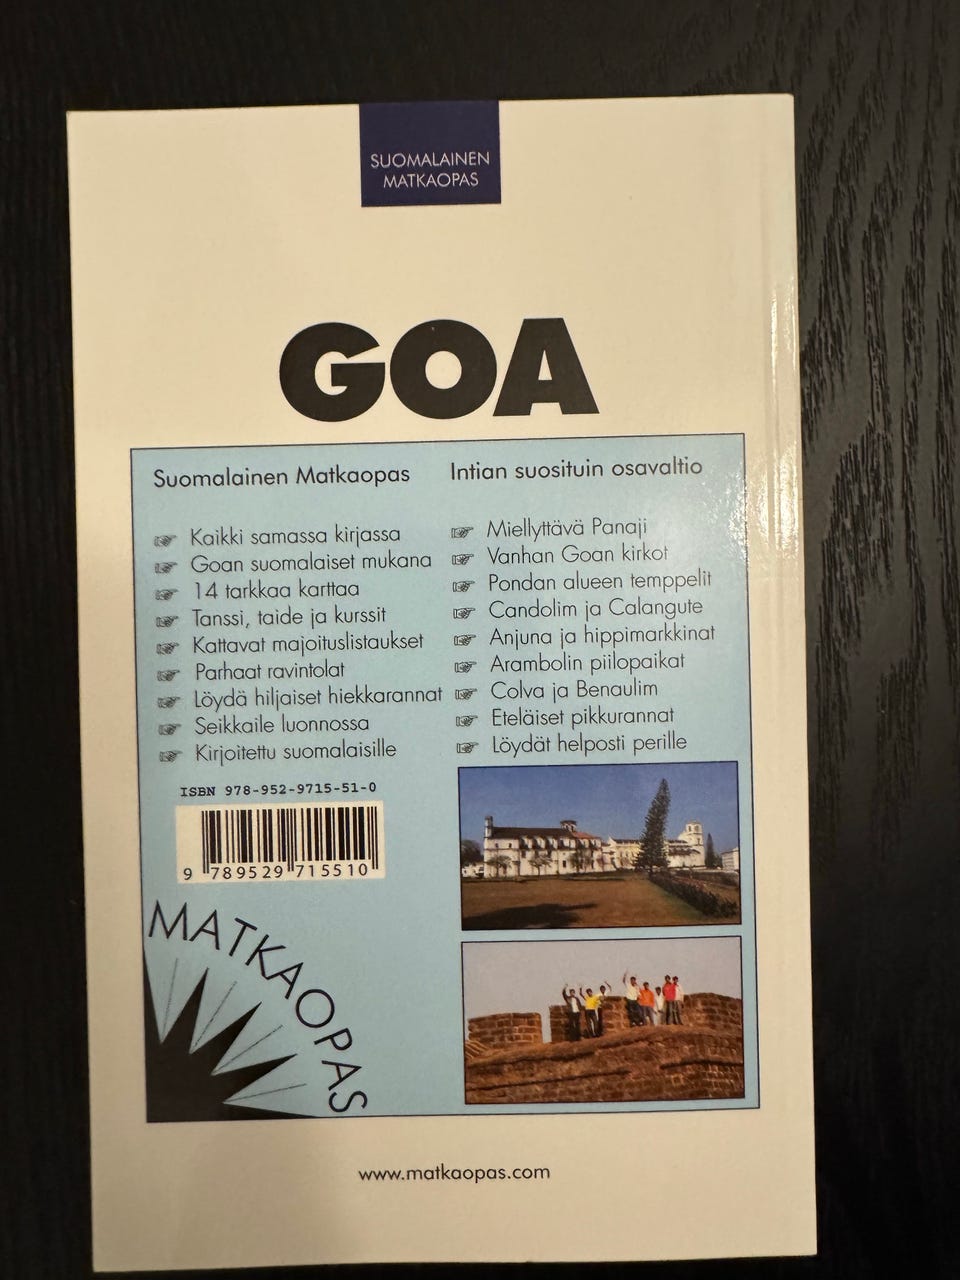 SUOMALAINEN
MATKAOPAS
GOA
Suomalainen Matkaopas
☞ Kaikki samassa kirjassa
☞ Goan suomalaiset mukana
☞ 14 tarkkaa karttaa
☞ Tanssi, taide ja kurssit
☞ Kattavat majoituslistaukset
☞ Parhaat ravintolat
☞ Löydä hiljaiset hiekkarannat
☞ Seikkaile luonnossa
☞ Kirjoitettu suomalaisille
Intian suosituin osavaltio
☞ Miellyttävä Panaji
☞ Vanhan Goan kirkot
☞ Pondan alueen temppelit
☞ Candolim ja Calangute
☞ Anjuna ja hippimarkkinat
☞ Arambolin piilopaikat
☞ Colva ja Benaulim
☞ Eteläiset pikkurannat
☞ Löydät helposti perille
ISBN 978-952-9715-51-0
9 789529 715510
MATKAOPAS
www.matkaopas.com